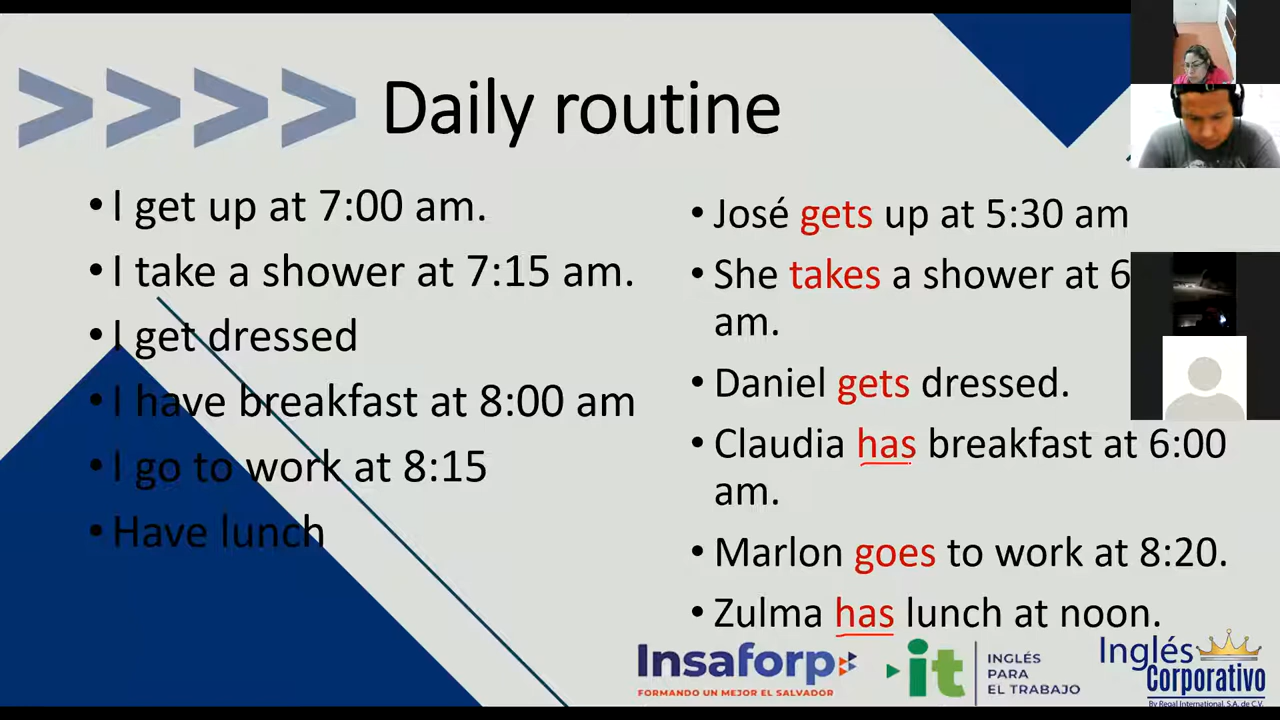 Daily routine
• I get up at 7:00 am.
• I take a shower at 7:15 am.
• I get dressed
• I have breakfast at 8:00 am
• I go to work at 8:15
• Have lunch
• José gets up at 5:30 am
• She takes a shower at 6
am.
• Daniel gets dressed.
• Claudia has breakfast at 6:00
am.
• Marlon goes to work at 8:20.
• Zulma has lunch at noon.
Insaforp
FORMANDO UN MEJOR EL SALVADOR
it
INGLÉS
PARA
EL TRABAJO
Inglés
Corporativo
By Regal International, S.A. de C.V.